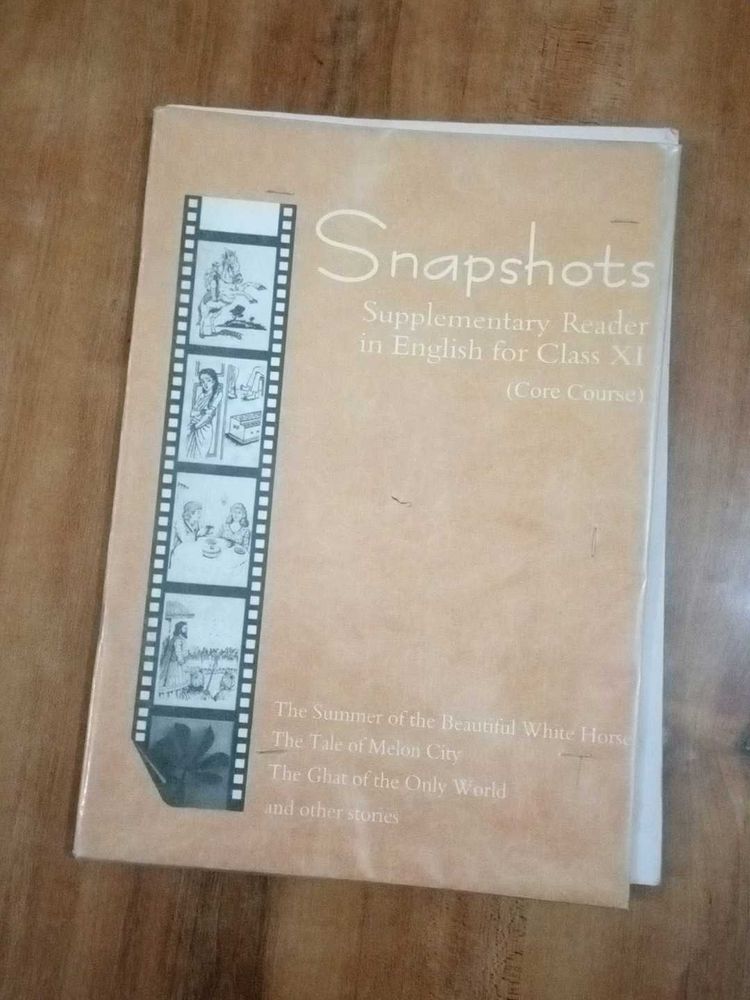 Snapshots
Supplementary Reader
in English for Class XI
(Core Course)
The Summer of the Beautiful White Horse
The Tale of Melon City
The Ghat of the Only World
and other stories